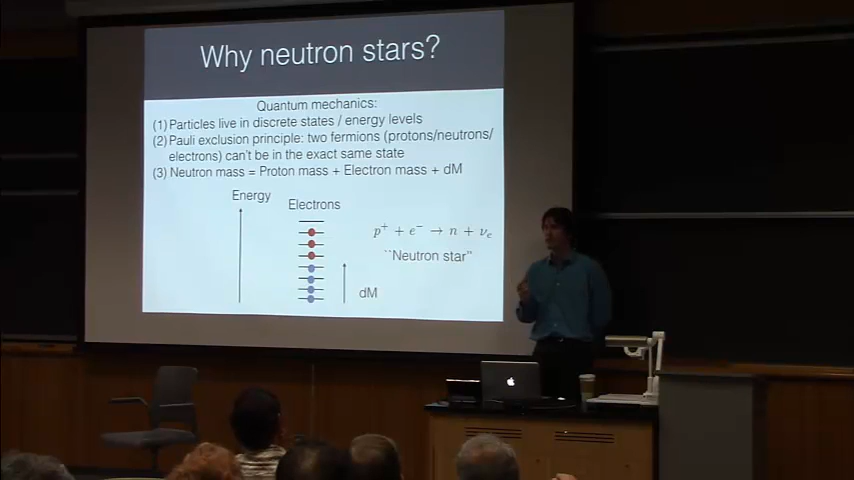 Why neutron stars?
Quantum mechanics:
(1) Particles live in discrete states / energy levels
(2) Pauli exclusion principle: two fermions (protons/neutrons/
electrons) can't be in the exact same state
(3) Neutron mass = Proton mass + Electron mass + dM
Energy
Electrons
p⁺ + e⁻ → n + νₑ
``Neutron star"
dM